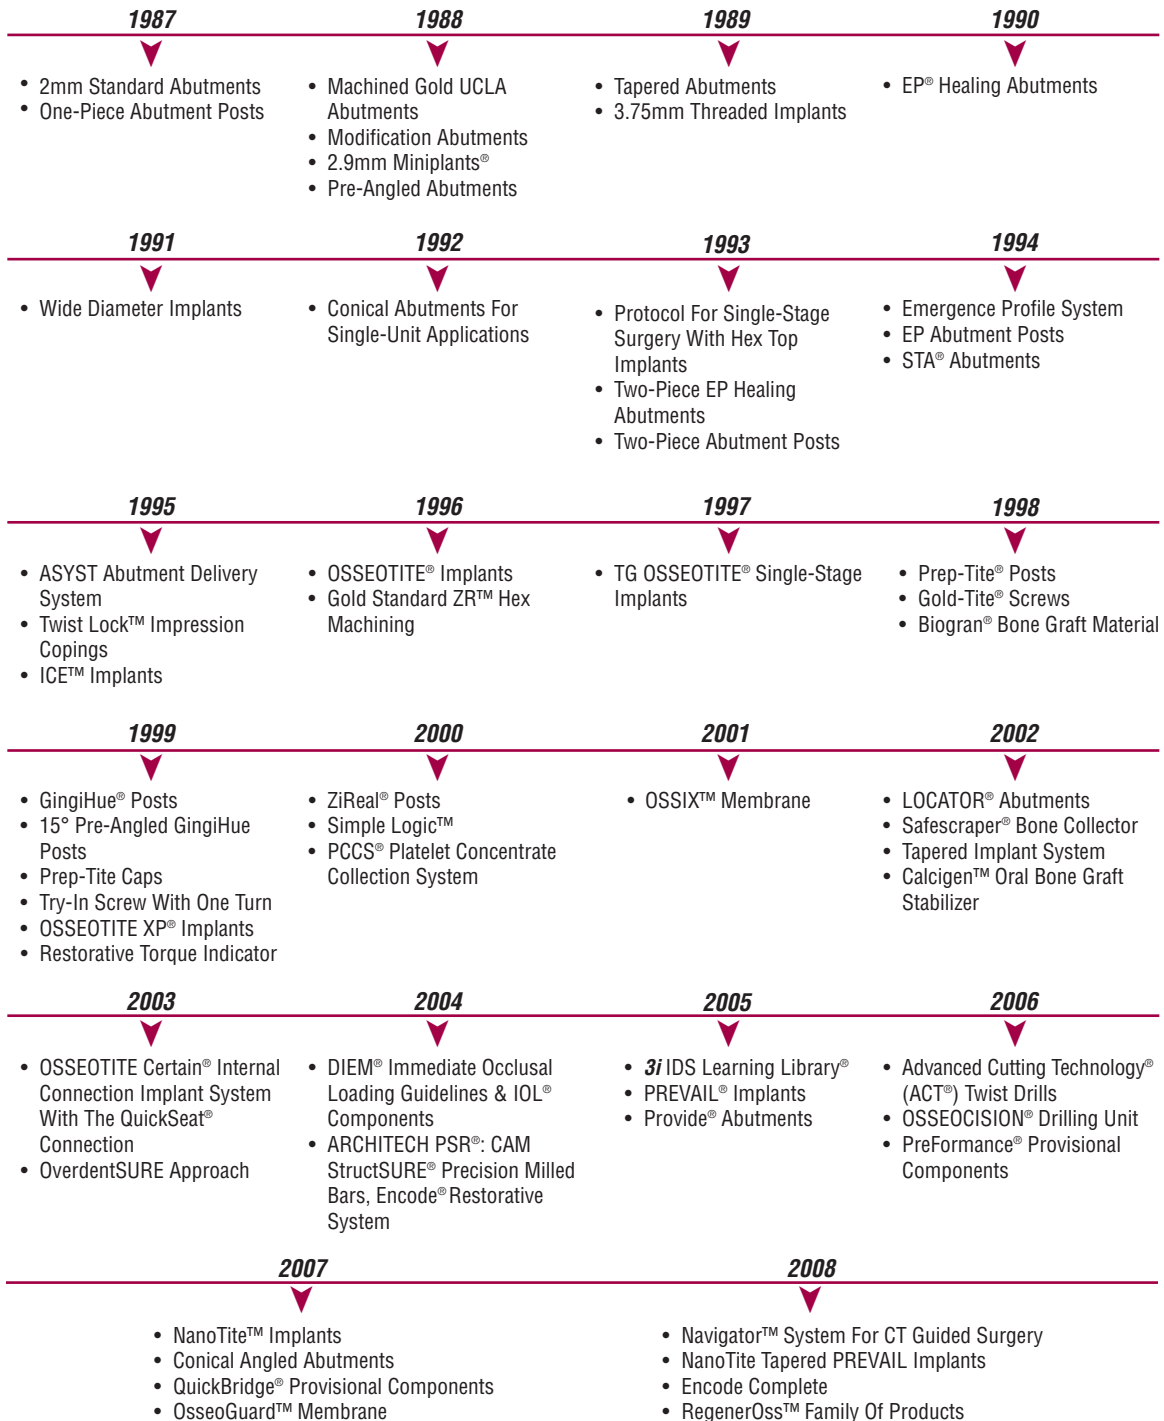 1987
• 2mm Standard Abutments
• One-Piece Abutment Posts
1988
• Machined Gold UCLA
Abutments
• Modification Abutments
• 2.9mm Miniplants®
• Pre-Angled Abutments
1989
• Tapered Abutments
• 3.75mm Threaded Implants
1990
• EP® Healing Abutments
1991
• Wide Diameter Implants
1992
• Conical Abutments For
Single-Unit Applications
1993
• Protocol For Single-Stage
Surgery With Hex Top
Implants
• Two-Piece EP Healing
Abutments
• Two-Piece Abutment Posts
1994
• Emergence Profile System
• EP Abutment Posts
• STA® Abutments
1995
• ASYST Abutment Delivery
System
• Twist Lock™ Impression
Copings
• ICE™ Implants
1996
• OSSEOTITE® Implants
• Gold Standard ZR™ Hex
Machining
1997
• TG OSSEOTITE® Single-Stage
Implants
1998
• Prep-Tite® Posts
• Gold-Tite® Screws
• Biogran® Bone Graft Material
1999
• GingiHue® Posts
• 15° Pre-Angled GingiHue
Posts
• Prep-Tite Caps
• Try-In Screw With One Turn
• OSSEOTITE XP® Implants
• Restorative Torque Indicator
2000
• ZiReal® Posts
• Simple Logic™
• PCCS® Platelet Concentrate
Collection System
2001
• OSSIX™ Membrane
2002
• LOCATOR® Abutments
• Safescraper® Bone Collector
• Tapered Implant System
• Calcigen™ Oral Bone Graft
Stabilizer
2003
• OSSEOTITE Certain® Internal
Connection Implant System
With The QuickSeat®
Connection
• OverdentSURE Approach
2004
• DIEM® Immediate Occlusal
Loading Guidelines & IOL®
Components
• ARCHITECH PSR®: CAM
StructSURE® Precision Milled
Bars, Encode® Restorative
System
2005
• 3i IDS Learning Library®
• PREVAIL® Implants
• Provide® Abutments
2006
• Advanced Cutting Technology®
(ACT®) Twist Drills
• OSSEOCISION® Drilling Unit
• PreFormance® Provisional
Components
2007
• NanoTite™ Implants
• Conical Angled Abutments
• QuickBridge® Provisional Components
• OsseoGuard™ Membrane
2008
• Navigator™ System For CT Guided Surgery
• NanoTite Tapered PREVAIL Implants
• Encode Complete
• RegenerOss™ Family Of Products